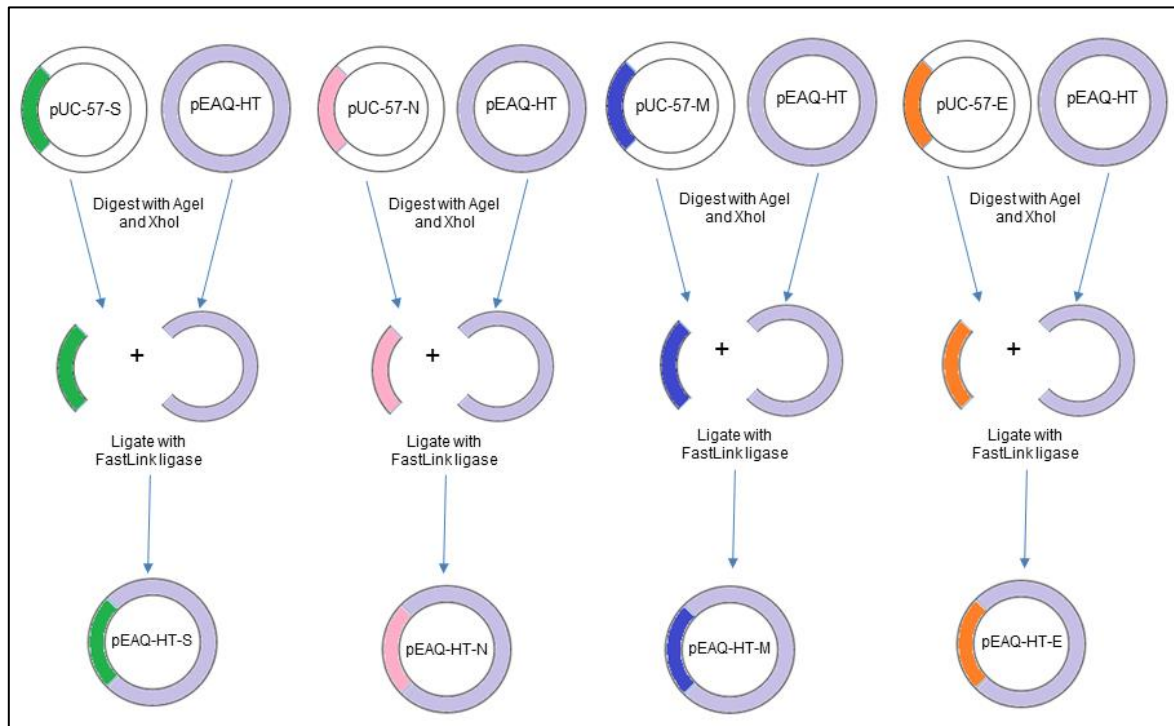 pUC-57-S
pEAQ-HT
pUC-57-N
pEAQ-HT
pUC-57-M
pEAQ-HT
pUC-57-E
pEAQ-HT
Digest with AgeI
and XhoI
Digest with AgeI
and XhoI
Digest with AgeI
and XhoI
Digest with AgeI
and XhoI
+
+
+
+
Ligate with
FastLink ligase
Ligate with
FastLink ligase
Ligate with
FastLink ligase
Ligate with
FastLink ligase
pEAQ-HT-S
pEAQ-HT-N
pEAQ-HT-M
pEAQ-HT-E